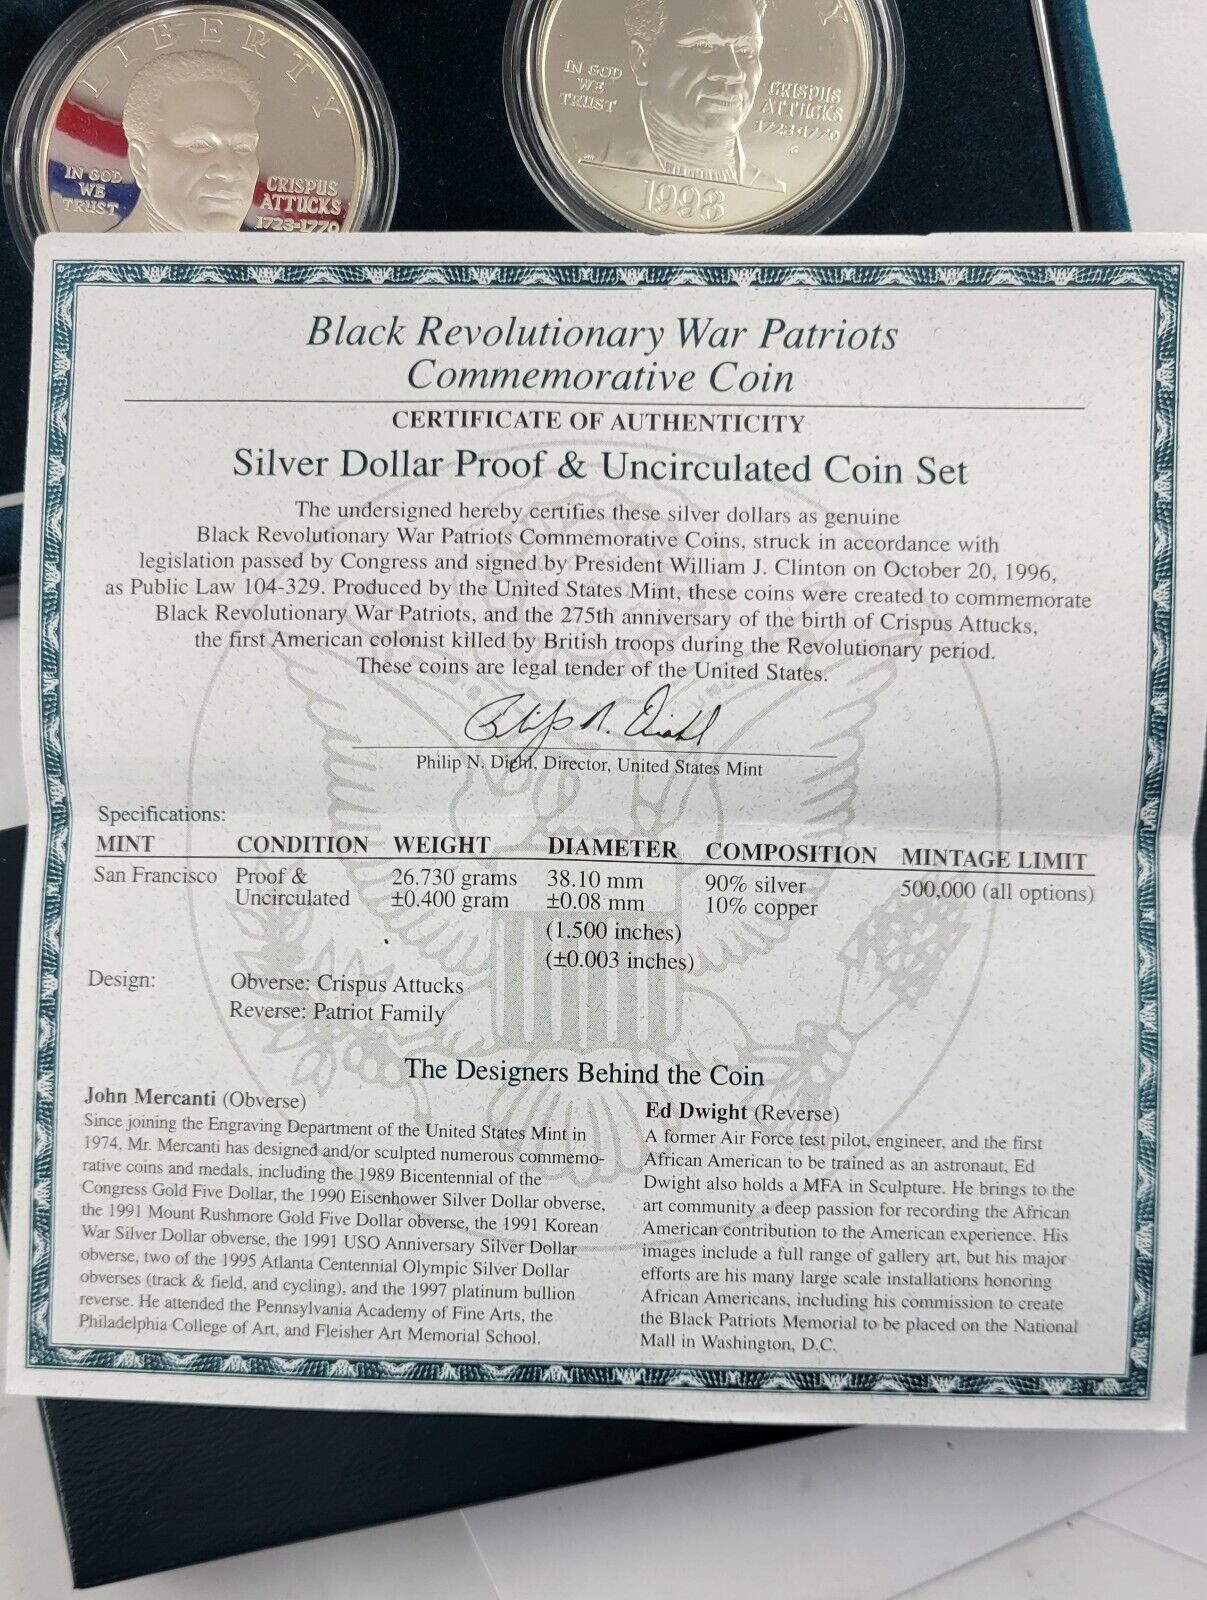 LIBERTY
IN GOD
WE
TRUST
CRISPUS
ATTUCKS
1723-1770
Y
IN GOD
WE
TRUST
CRISPUS
ATTUCKS
1723-1770
S
1998
Black Revolutionary War Patriots
Commemorative Coin
CERTIFICATE OF AUTHENTICITY
Silver Dollar Proof & Uncirculated Coin Set
The undersigned hereby certifies these silver dollars as genuine
Black Revolutionary War Patriots Commemorative Coins, struck in accordance with
legislation passed by Congress and signed by President William J. Clinton on October 20, 1996,
as Public Law 104-329. Produced by the United States Mint, these coins were created to commemorate
Black Revolutionary War Patriots, and the 275th anniversary of the birth of Crispus Attucks,
the first American colonist killed by British troops during the Revolutionary period.
These coins are legal tender of the United States.
Philip N. Diehl
Philip N. Diehl, Director, United States Mint
Specifications:
MINT CONDITION WEIGHT DIAMETER COMPOSITION MINTAGE LIMIT
San Francisco Proof & 26.730 grams 38.10 mm 90% silver 500,000 (all options)
Uncirculated ±0.400 gram ±0.08 mm 10% copper
(1.500 inches)
(±0.003 inches)
Design: Obverse: Crispus Attucks
Reverse: Patriot Family
The Designers Behind the Coin
John Mercanti (Obverse)
Since joining the Engraving Department of the United States Mint in
1974, Mr. Mercanti has designed and/or sculpted numerous commemo-
rative coins and medals, including the 1989 Bicentennial of the
Congress Gold Five Dollar, the 1990 Eisenhower Silver Dollar obverse,
the 1991 Mount Rushmore Gold Five Dollar obverse, the 1991 Korean
War Silver Dollar obverse, the 1991 USO Anniversary Silver Dollar
obverse, two of the 1995 Atlanta Centennial Olympic Silver Dollar
obverses (track & field, and cycling), and the 1997 platinum bullion
reverse. He attended the Pennsylvania Academy of Fine Arts, the
Philadelphia College of Art, and Fleisher Art Memorial School.
Ed Dwight (Reverse)
A former Air Force test pilot, engineer, and the first
African American to be trained as an astronaut, Ed
Dwight also holds a MFA in Sculpture. He brings to the
art community a deep passion for recording the African
American contribution to the American experience. His
images include a full range of gallery art, but his major
efforts are his many large scale installations honoring
African Americans, including his commission to create
the Black Patriots Memorial to be placed on the National
Mall in Washington, D.C.